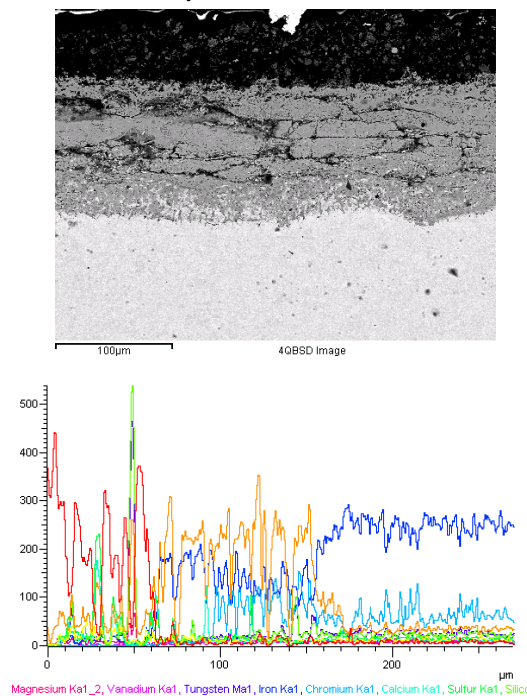 100µm 4QBSD Image
500
400
300
200
100
0
0 100 200 µm
Magnesium Ka1_2, Vanadium Ka1, Tungsten Ma1, Iron Ka1, Chromium Ka1, Calcium Ka1, Sulfur Ka1, Silic